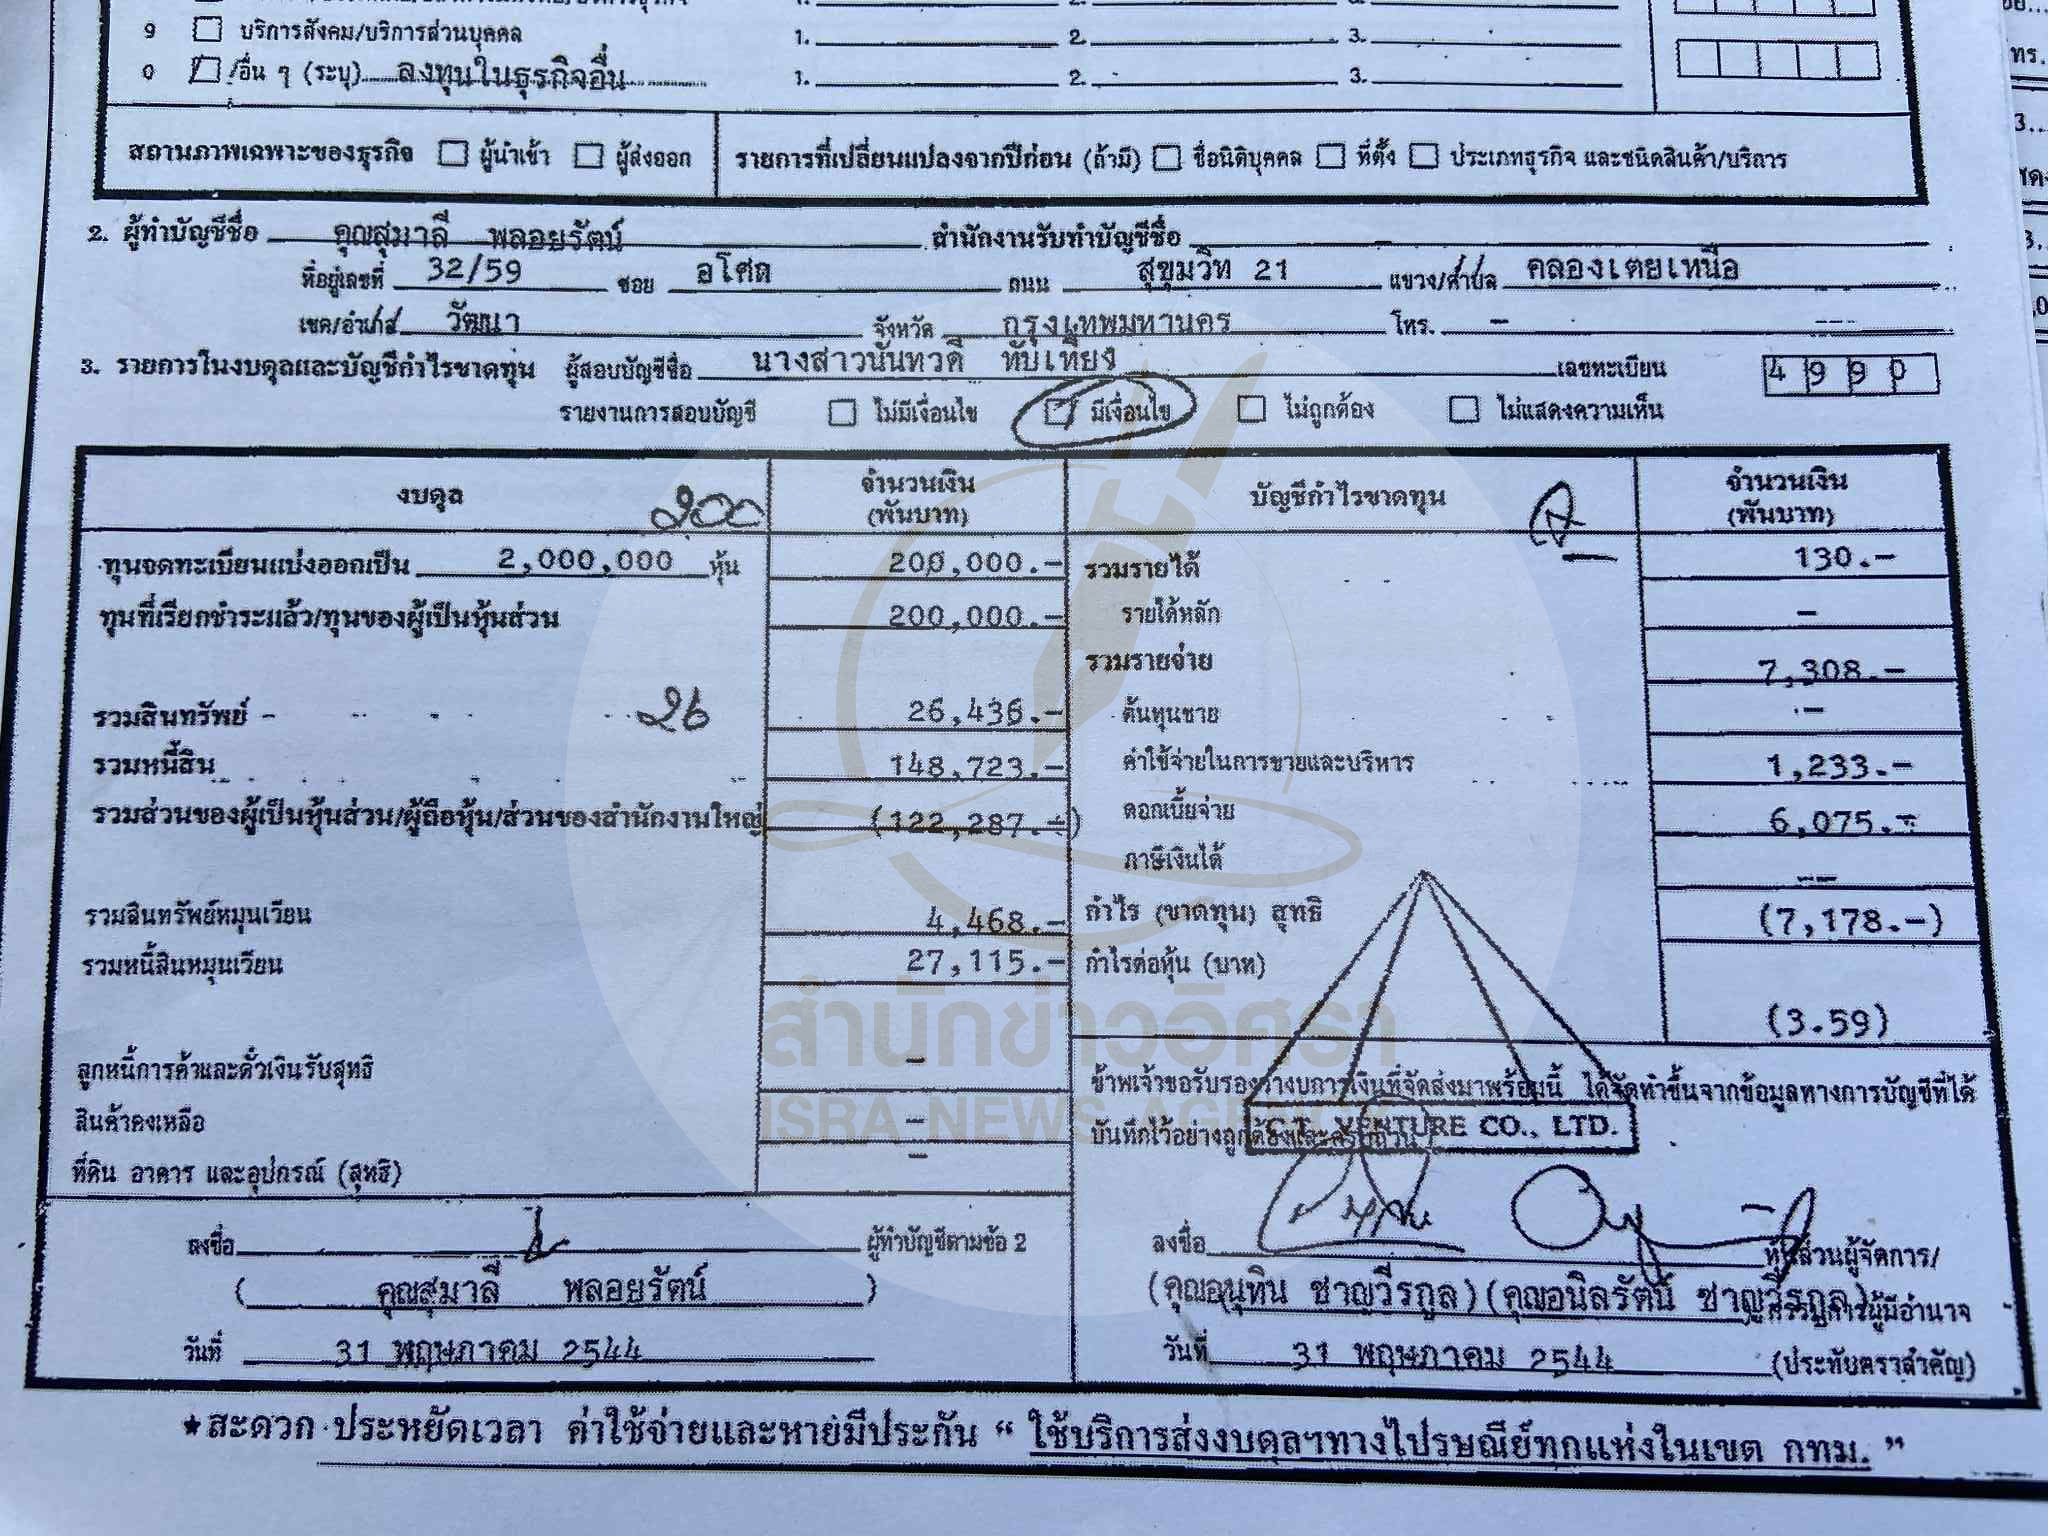 1. 2. 3.
9 บริการสังคม/บริการส่วนบุคคล 1. 2. 3.
0 /อื่น ๆ (ระบุ) ลงทุนในธุรกิจอื่น 1. 2. 3.
สถานภาพเฉพาะของธุรกิจ ผู้นำเข้า ผู้ส่งออก รายการที่เปลี่ยนแปลงจากปีก่อน (ถ้ามี) ชื่อนิติบุคคล ที่ตั้ง ประเภทธุรกิจ และชนิดสินค้า/บริการ
2. ผู้ทำบัญชีชื่อ คุณสุมาลี พลอยรัตน์ สำนักงานรับทำบัญชีชื่อ -
ที่อยู่เลขที่ 32/59 ซอย อโศก ถนน สุขุมวิท 21 แขวง/ตำบล คลองเตยเหนือ
เขต/อำเภอ วัฒนา จังหวัด กรุงเทพมหานคร โทร. -
3. รายการในงบดุลและบัญชีกำไรขาดทุน ผู้สอบบัญชีชื่อ นางสาวนันทวดี ทับเที่ยง เลขทะเบียน 4990
รายงานการสอบบัญชี ไม่มีเงื่อนไข มีเงื่อนไข ไม่ถูกต้อง ไม่แสดงความเห็น
งบดุล 200 จำนวนเงิน (พันบาท) บัญชีกำไรขาดทุน จำนวนเงิน (พันบาท)
ทุนจดทะเบียนแบ่งออกเป็น 2,000,000 หุ้น 200,000.- รวมรายได้ 130.-
ทุนที่เรียกชำระแล้ว/ทุนของผู้เป็นหุ้นส่วน 200,000.- รายได้หลัก -
รวมรายจ่าย 7,308.-
รวมสินทรัพย์ 26 26,436.- ต้นทุนขาย -
รวมหนี้สิน 148,723.- ค่าใช้จ่ายในการขายและบริหาร 1,233.-
รวมส่วนของผู้เป็นหุ้นส่วน/ผู้ถือหุ้น/ส่วนของสำนักงานใหญ่ (122,287.-) ดอกเบี้ยจ่าย 6,075.-
ภาษีเงินได้ --
รวมสินทรัพย์หมุนเวียน 4,468.- กำไร (ขาดทุน) สุทธิ (7,178.-)
รวมหนี้สินหมุนเวียน 27,115.- กำไรต่อหุ้น (บาท) (3.59)
สำนักข่าวอิศรา
ลูกหนี้การค้าและตั๋วเงินรับสุทธิ - ข้าพเจ้าขอรับรองว่างบการเงินที่จัดส่งมาพร้อมนี้ ได้จัดทำขึ้นจากข้อมูลทางการบัญชีที่ได้
ISRA NEWS AGENCY
สินค้าคงเหลือ - บันทึกไว้อย่างถูกต้องและครบถ้วน
C.T. VENTURE CO., LTD.
ที่ดิน อาคาร และอุปกรณ์ (สุทธิ) -
ลงชื่อ ผู้ทำบัญชีตามข้อ 2 ลงชื่อ หุ้นส่วนผู้จัดการ/
(คุณสุมาลี พลอยรัตน์) (คุณอนุทิน ชาญวีรกูล) (คุณอนิลรัตน์ ชาญวีรกูล) กรรมการผู้มีอำนาจ
วันที่ 31 พฤษภาคม 2544 วันที่ 31 พฤษภาคม 2544 (ประทับตราสำคัญ)
★สะดวก ประหยัดเวลา ค่าใช้จ่ายและหายมีประกัน “ ใช้บริการส่งงบดุลฯทางไปรษณีย์ทุกแห่งในเขต กทม. ”